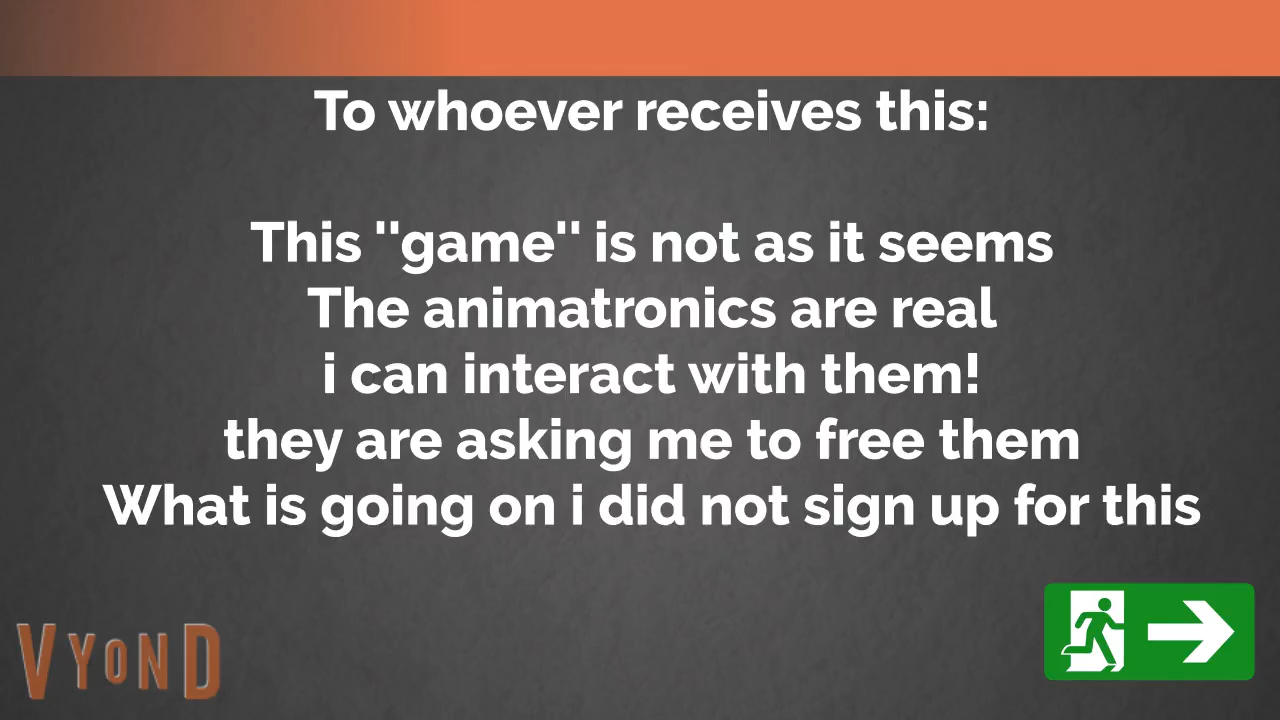 To whoever receives this:
This "game" is not as it seems
The animatronics are real
i can interact with them!
they are asking me to free them
What is going on i did not sign up for this
VYOND